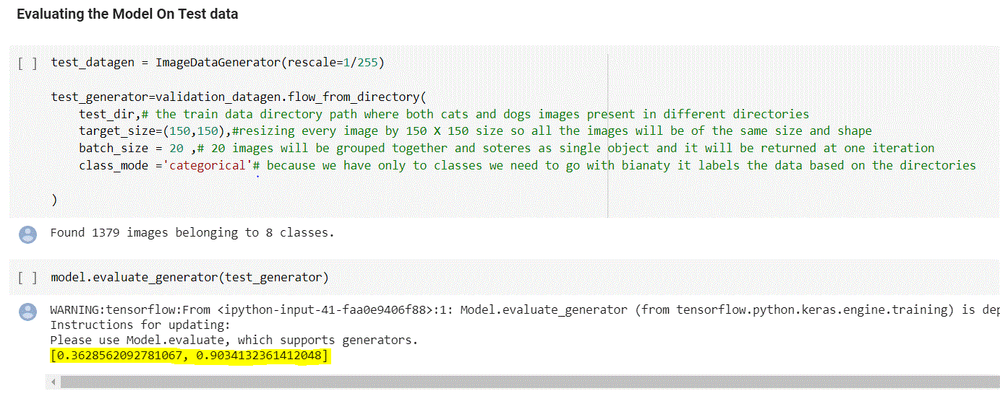 Evaluating the Model On Test data
[ ] test_datagen = ImageDataGenerator(rescale=1/255)
test_generator=validation_datagen.flow_from_directory(
test_dir,# the train data directory path where both cats and dogs images present in different directories
target_size=(150,150),#resizing every image by 150 X 150 size so all the images will be of the same size and shape
batch_size = 20 ,# 20 images will be grouped together and soteres as single object and it will be returned at one iteration
class_mode ='categorical'# because we have only to classes we need to go with bianaty it labels the data based on the directories
)
Found 1379 images belonging to 8 classes.
[ ] model.evaluate_generator(test_generator)
WARNING:tensorflow:From <ipython-input-41-faa0e9406f88>:1: Model.evaluate_generator (from tensorflow.python.keras.engine.training) is dep
Instructions for updating:
Please use Model.evaluate, which supports generators.
[0.3628562092781067, 0.9034132361412048]